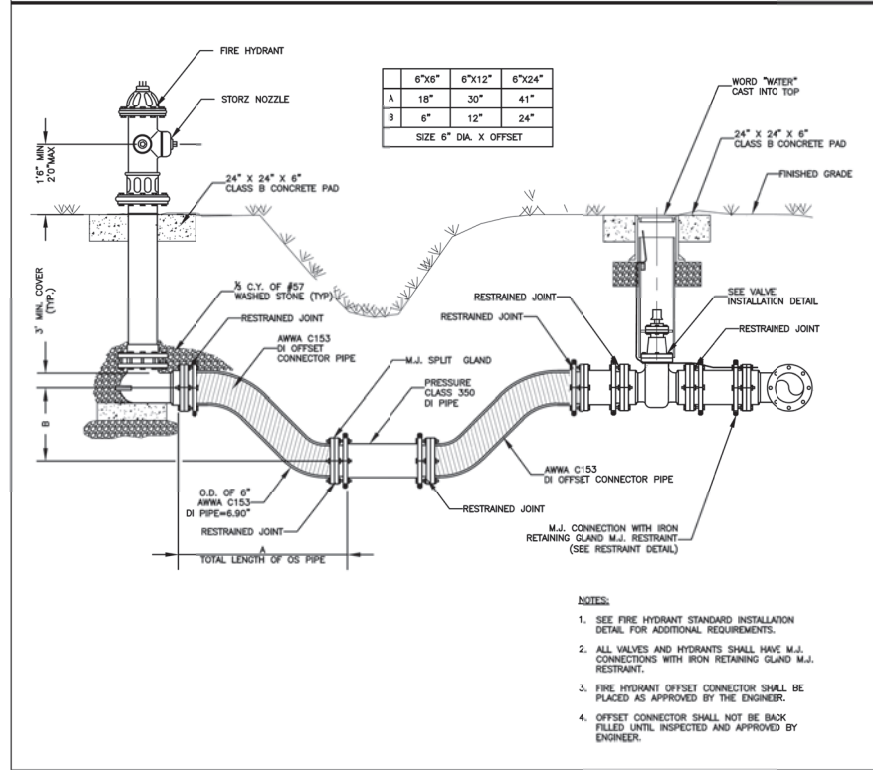 FIRE HYDRANT
STORZ NOZZLE
1'6" MIN
2'0" MAX
24" X 24" X 6"
CLASS B CONCRETE PAD
6"X6" 6"X12" 6"X24"
A 18" 30" 41"
6" 12" 24"
SIZE 6" DIA. X OFFSET
WORD "WATER"
CAST INTO TOP
24" X 24" X 6"
CLASS B CONCRETE PAD
FINISHED GRADE
3' MIN. COVER
(TYP.)
⅓ C.Y. OF #57
WASHED STONE (TYP)
RESTRAINED JOINT
AWWA C153
DI OFFSET
CONNECTOR PIPE
M.J. SPLIT GLAND
PRESSURE
CLASS 350
DI PIPE
RESTRAINED JOINT
RESTRAINED JOINT
SEE VALVE
INSTALLATION DETAIL
RESTRAINED JOINT
B
O.D. OF 6"
AWWA C153
DI PIPE=6.90"
RESTRAINED JOINT
A
TOTAL LENGTH OF OS PIPE
AWWA C153
DI OFFSET CONNECTOR PIPE
RESTRAINED JOINT
M.J. CONNECTION WITH IRON
RETAINING GLAND M.J. RESTRAINT
(SEE RESTRAINT DETAIL)
NOTES:
1. SEE FIRE HYDRANT STANDARD INSTALLATION
DETAIL FOR ADDITIONAL REQUIREMENTS.
2. ALL VALVES AND HYDRANTS SHALL HAVE M.J.
CONNECTIONS WITH IRON RETAINING GLAND M.J.
RESTRAINT.
3. FIRE HYDRANT OFFSET CONNECTOR SHALL BE
PLACED AS APPROVED BY THE ENGINEER.
4. OFFSET CONNECTOR SHALL NOT BE BACK
FILLED UNTIL INSPECTED AND APPROVED BY
ENGINEER.